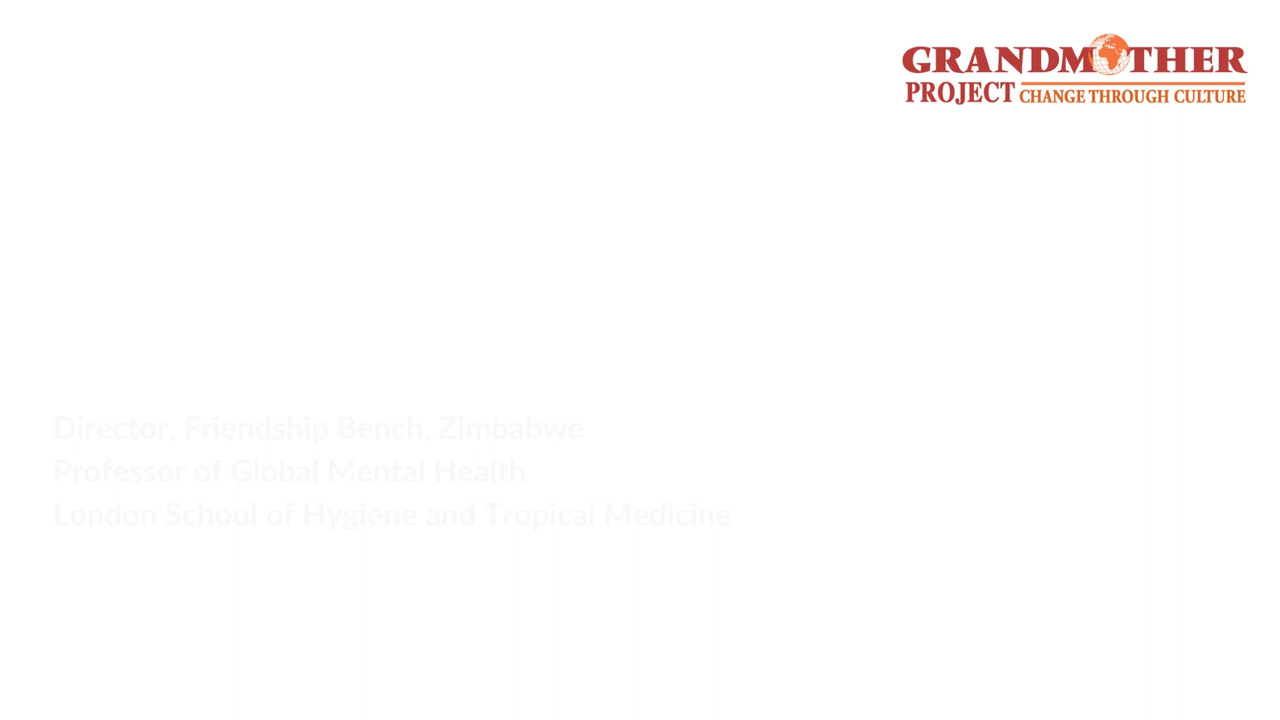 GRANDMOTHER
PROJECT CHANGE THROUGH CULTURE
Director, Friendship Bench, Zimbabwe
Professor of Global Mental Health
London School of Hygiene and Tropical Medicine